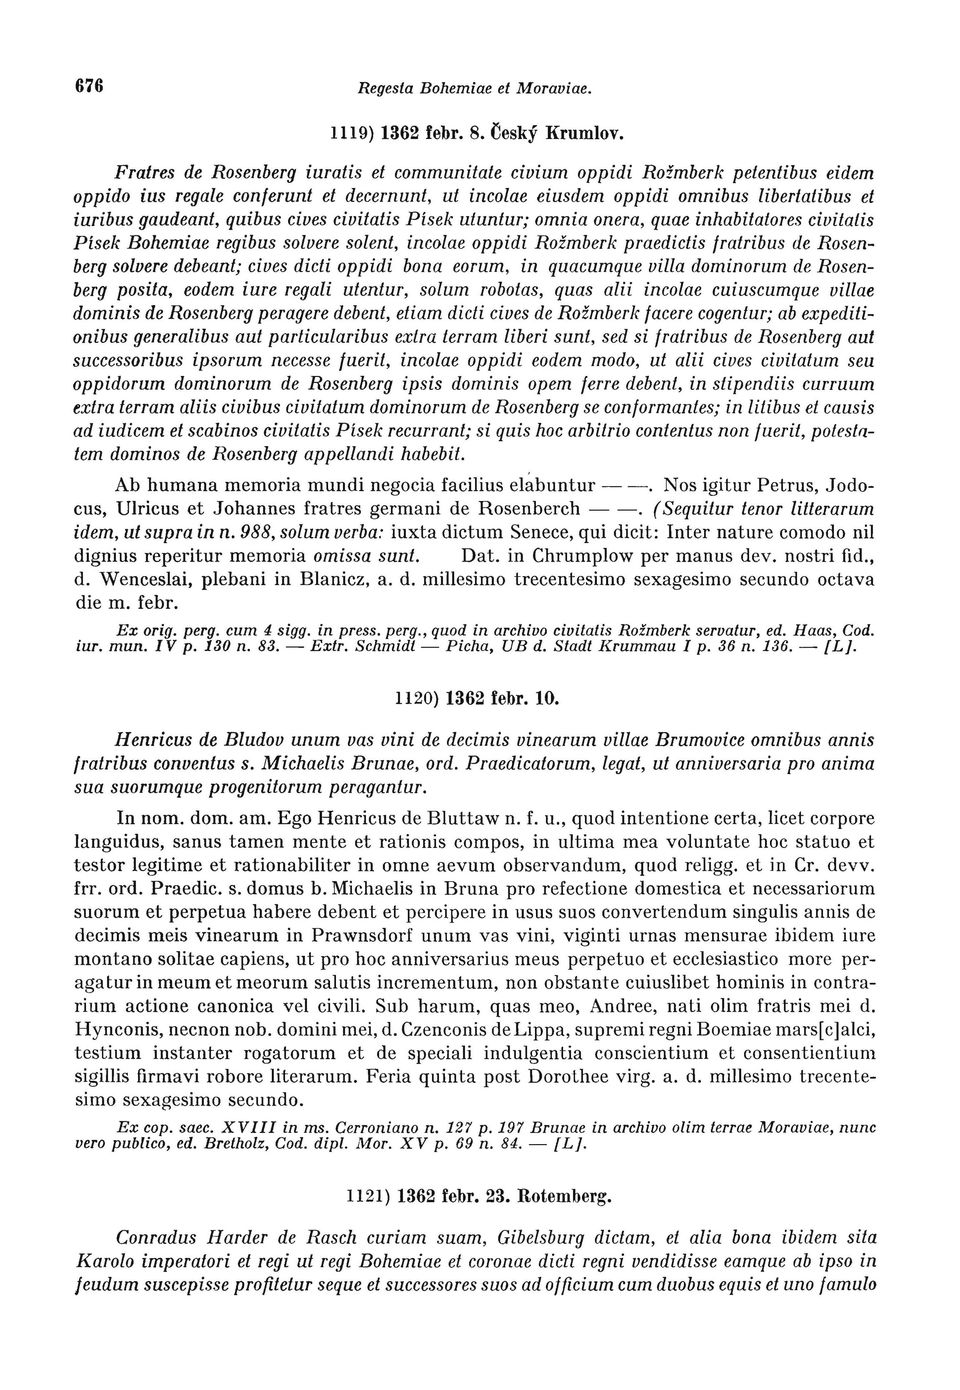 676
Regesta Bohemiae et Moraviae.
1119) 1362 febr. 8. Český Krumlov.
Fratres de Rosenberg iuratis et communitate civium oppidi Rožmberk petentibus eidem
oppido ius regale conferunt et decernunt, ut incolae eiusdem oppidi omnibus libertatibus et
iuribus gaudeant, quibus cives civitatis Písek utuntur; omnia onera, quae inhabitatores civitatis
Písek Bohemiae regibus solvere solent, incolae oppidi Rožmberk praedictis fratribus de Rosen-
berg solvere debeant; cives dicti oppidi bona eorum, in quacumque villa dominorum de Rosen-
berg posita, eodem iure regali utentur, solum robotas, quas alii incolae cuiuscumque villae
dominis de Rosenberg peragere debent, etiam dicti cives de Rožmberk facere cogentur; ab expediti-
onibus generalibus aut particularibus extra terram liberi sunt, sed si fratribus de Rosenberg aut
successoribus ipsorum necesse fuerit, incolae oppidi eodem modo, ut alii cives civitatum seu
oppidorum dominorum de Rosenberg ipsis dominis opem ferre debent, in stipendiis curruum
extra terram aliis civibus civitatum dominorum de Rosenberg se conformantes; in litibus et causis
ad iudicem et scabinos civitatis Písek recurrant; si quis hoc arbitrio contentus non fuerit, potesta-
tem dominos de Rosenberg appellandi habebit.
Ab humana memoria mundi negocia facilius elabuntur — —. Nos igitur Petrus, Jodo-
cus, Ulricus et Johannes fratres germani de Rosenberch — —. (Sequitur tenor litterarum
idem, ut supra in n. 988, solum verba: iuxta dictum Senece, qui dicit: Inter nature comodo nil
dignius reperitur memoria omissa sunt. Dat. in Chrumplow per manus dev. nostri fid.,
d. Wenceslai, plebani in Blanicz, a. d. millesimo trecentesimo sexagesimo secundo octava
die m. febr.
Ex orig. perg. cum 4 sigg. in press. perg., quod in archivo civitatis Rožmberk servatur, ed. Haas, Cod.
iur. mun. IV p. 130 n. 83. — Extr. Schmidt — Picha, UB d. Stadt Krummau I p. 36 n. 136. — [L].
1120) 1362 febr. 10.
Henricus de Bludov unum vas vini de decimis vinearum villae Brumovice omnibus annis
fratribus conventus s. Michaelis Brunae, ord. Praedicatorum, legat, ut anniversaria pro anima
sua suorumque progenitorum peragantur.
In nom. dom. am. Ego Henricus de Bluttaw n. f. u., quod intentione certa, licet corpore
languidus, sanus tamen mente et rationis compos, in ultima mea voluntate hoc statuo et
testor legitime et rationabiliter in omne aevum observandum, quod religg. et in Cr. devv.
frr. ord. Praedic. s. domus b. Michaelis in Bruna pro refectione domestica et necessariorum
suorum et perpetua habere debent et percipere in usus suos convertendum singulis annis de
decimis meis vinearum in Prawnsdorf unum vas vini, viginti urnas mensurae ibidem iure
montano solitae capiens, ut pro hoc anniversarius meus perpetuo et ecclesiastico more per-
agatur in meum et meorum salutis incrementum, non obstante cuiuslibet hominis in contra-
rium actione canonica vel civili. Sub harum, quas meo, Andree, nati olim fratris mei d.
Hynconis, necnon nob. domini mei, d. Czenconis de Lippa, supremi regni Boemiae mars[c]alci,
testium instanter rogatorum et de speciali indulgentia conscientium et consentientium
sigillis firmavi robore literarum. Feria quinta post Dorothee virg. a. d. millesimo trecente-
simo sexagesimo secundo.
Ex cop. saec. XVIII in ms. Cerroniano n. 127 p. 197 Brunae in archivo olim terrae Moraviae, nunc
vero publico, ed. Bretholz, Cod. dipl. Mor. XV p. 69 n. 84. — [L].
1121) 1362 febr. 23. Rotemberg.
Conradus Harder de Rasch curiam suam, Gibelsburg dictam, et alia bona ibidem sita
Karolo imperatori et regi ut regi Bohemiae et coronae dicti regni vendidisse eamque ab ipso in
feudum suscepisse profitetur seque et successores suos ad officium cum duobus equis et uno famulo